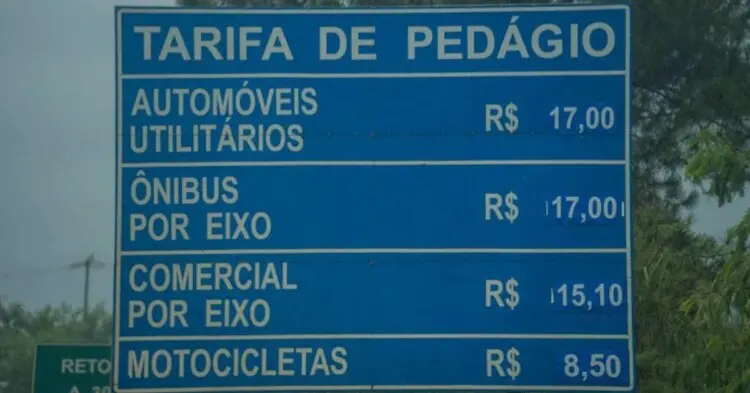 TARIFA DE PEDÁGIO
AUTOMÓVEIS
UTILITÁRIOS
R$ 17,00
ÔNIBUS
POR EIXO
R$ 17,00
COMERCIAL
POR EIXO
R$ 15,10
MOTOCICLETAS R$ 8,50
RETO
A